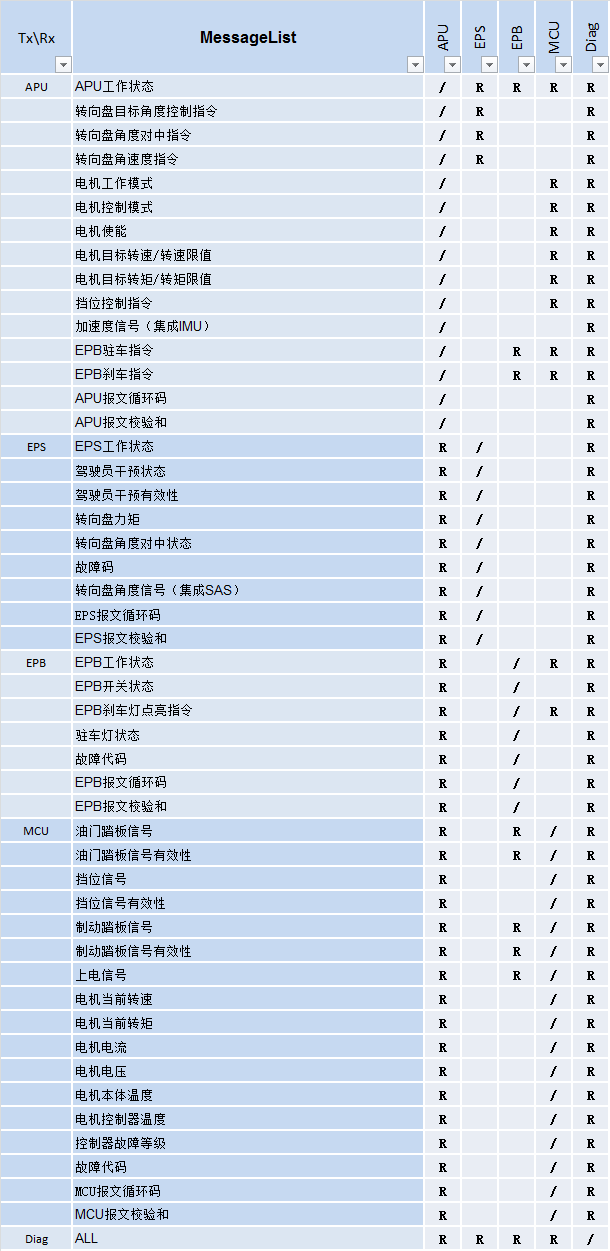 Tx\Rx MessageList APU EPS EPB MCU Diag
APU APU工作状态 / R R R R
转向盘目标角度控制指令 / R R
转向盘角度对中指令 / R R
转向盘角速度指令 / R R
电机工作模式 / R R
电机控制模式 / R R
电机使能 / R R
电机目标转速/转速限值 / R R
电机目标转矩/转矩限值 / R R
挡位控制指令 / R R
加速度信号（集成IMU） / R
EPB驻车指令 / R R R
EPB刹车指令 / R R R
APU报文循环码 / R
APU报文校验和 / R
EPS EPS工作状态 R / R
驾驶员干预状态 R / R
驾驶员干预有效性 R / R
转向盘力矩 R / R
转向盘角度对中状态 R / R
故障码 R / R
转向盘角度信号（集成SAS） R / R
EPS报文循环码 R / R
EPS报文校验和 R / R
EPB EPB工作状态 R / R R
EPB开关状态 R / R
EPB刹车灯点亮指令 R / R R
驻车灯状态 R / R
故障代码 R / R
EPB报文循环码 R / R
EPB报文校验和 R / R
MCU 油门踏板信号 R R / R
油门踏板信号有效性 R R / R
挡位信号 R / R
挡位信号有效性 R / R
制动踏板信号 R R / R
制动踏板信号有效性 R R / R
上电信号 R R / R
电机当前转速 R / R
电机当前转矩 R / R
电机电流 R / R
电机电压 R / R
电机本体温度 R / R
电机控制器温度 R / R
控制器故障等级 R / R
故障代码 R / R
MCU报文循环码 R / R
MCU报文校验和 R / R
Diag ALL R R R R /